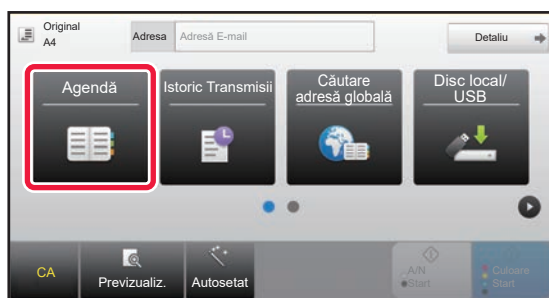 Original
A4
Adresa
Adresă E-mail
Detaliu
Agendă
Istoric Transmisii
Căutare
adresă globală
Disc local/
USB
CA
Previzualiz.
Autosetat
A/N
Start
Culoare
Start